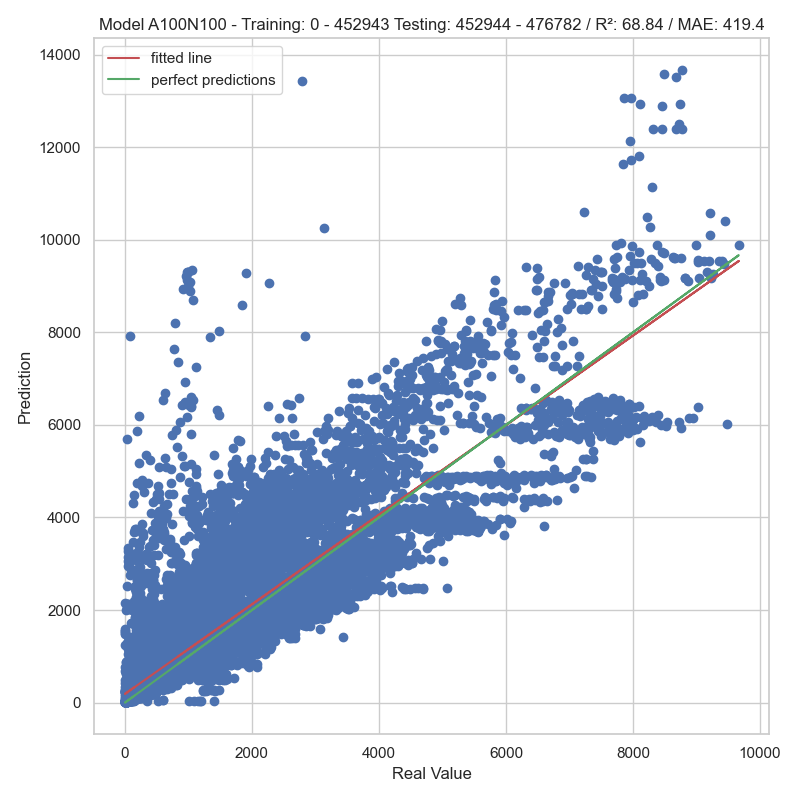 Model A100N100 - Training: 0 - 452943 Testing: 452944 - 476782 / R²: 68.84 / MAE: 419.4
fitted line
perfect predictions
14000
12000
10000
8000
6000
4000
2000
0
Prediction
0 2000 4000 6000 8000 10000
Real Value